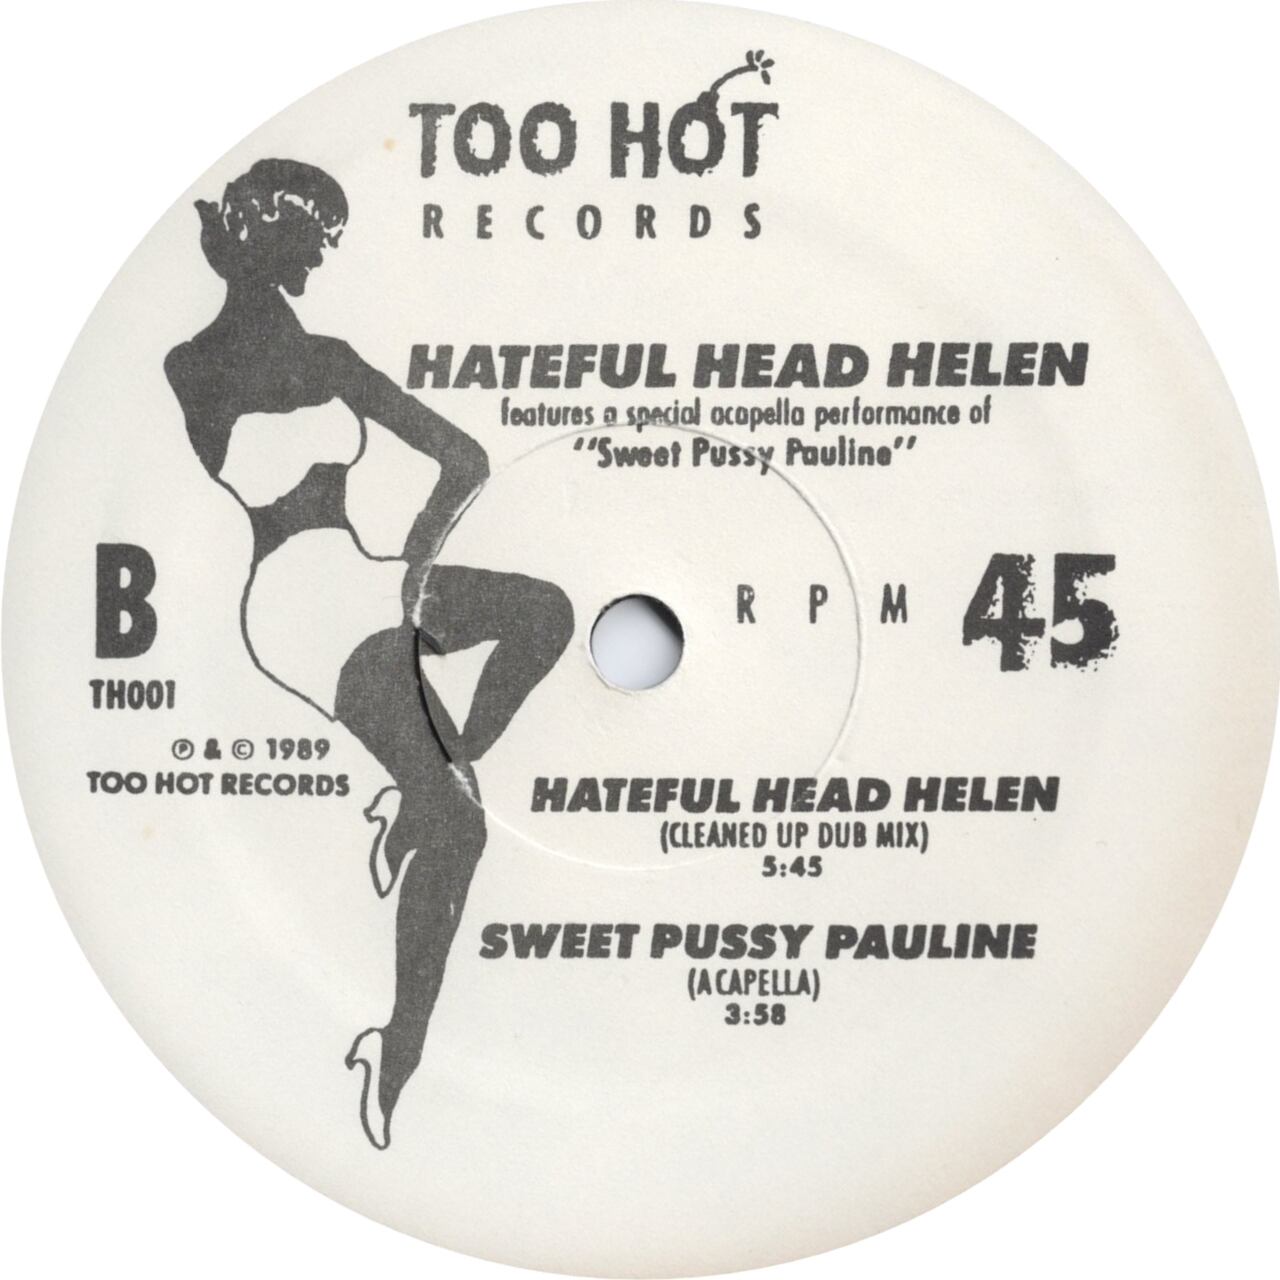 TOO HOT
RECORDS
HATEFUL HEAD HELEN
features a special acapella performance of
"Sweet Pussy Pauline"
B
TH001
RPM 45
℗ & © 1989
TOO HOT RECORDS
HATEFUL HEAD HELEN
(CLEANED UP DUB MIX)
5:45
SWEET PUSSY PAULINE
(ACAPELLA)
3:58